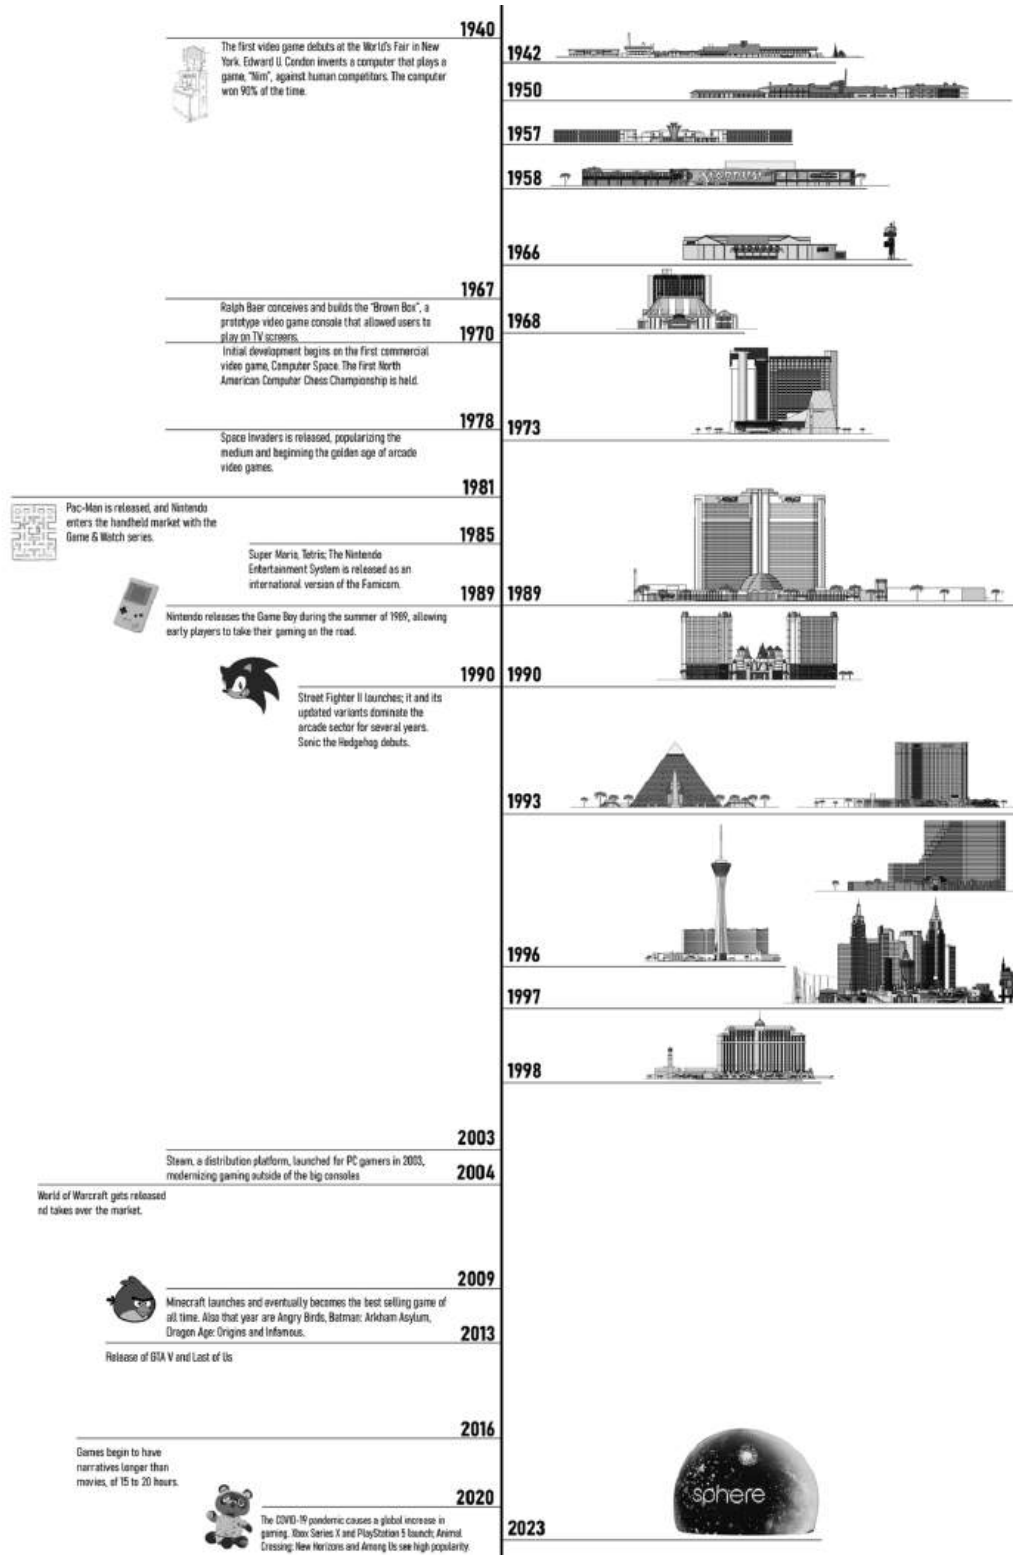 1940
The first video game debuts at the World's Fair in New
York. Edward U. Condon invents a computer that plays a
game, "Nim", against human competitors. The computer
won 90% of the time.
1942
1950
1957
1958
STARDUST
1966
1967
Ralph Baer conceives and builds the "Brown Box", a
prototype video game console that allowed users to
play on TV screens.
1968
1970
Initial development begins on the first commercial
video game, Computer Space. The first North
American Computer Chess Championship is held.
1973
1978
Space Invaders is released, popularizing the
medium and beginning the golden age of arcade
video games.
1981
Pac-Man is released, and Nintendo
enters the handheld market with the
Game & Watch series.
1985
Super Mario, Tetris; The Nintendo
Entertainment System is released as an
international version of the Famicom.
1989
1989
Nintendo releases the Game Boy during the summer of 1989, allowing
early players to take their gaming on the road.
1990
1990
Street Fighter II launches; it and its
updated variants dominate the
arcade sector for several years.
Sonic the Hedgehog debuts.
1993
1996
1997
1998
2003
Steam, a distribution platform, launched for PC gamers in 2003,
modernizing gaming outside of the big consoles
2004
World of Warcraft gets released
nd takes over the market.
2009
Minecraft launches and eventually becomes the best selling game of
all time. Also that year are Angry Birds, Batman: Arkham Asylum,
Dragon Age: Origins and Infamous.
2013
Release of GTA V and Last of Us
2016
Games begin to have
narratives longer than
movies, of 15 to 20 hours.
2020
The COVID-19 pandemic causes a global increase in
gaming. Xbox Series X and PlayStation 5 launch; Animal
Crossing: New Horizons and Among Us see high popularity.
sphere
2023